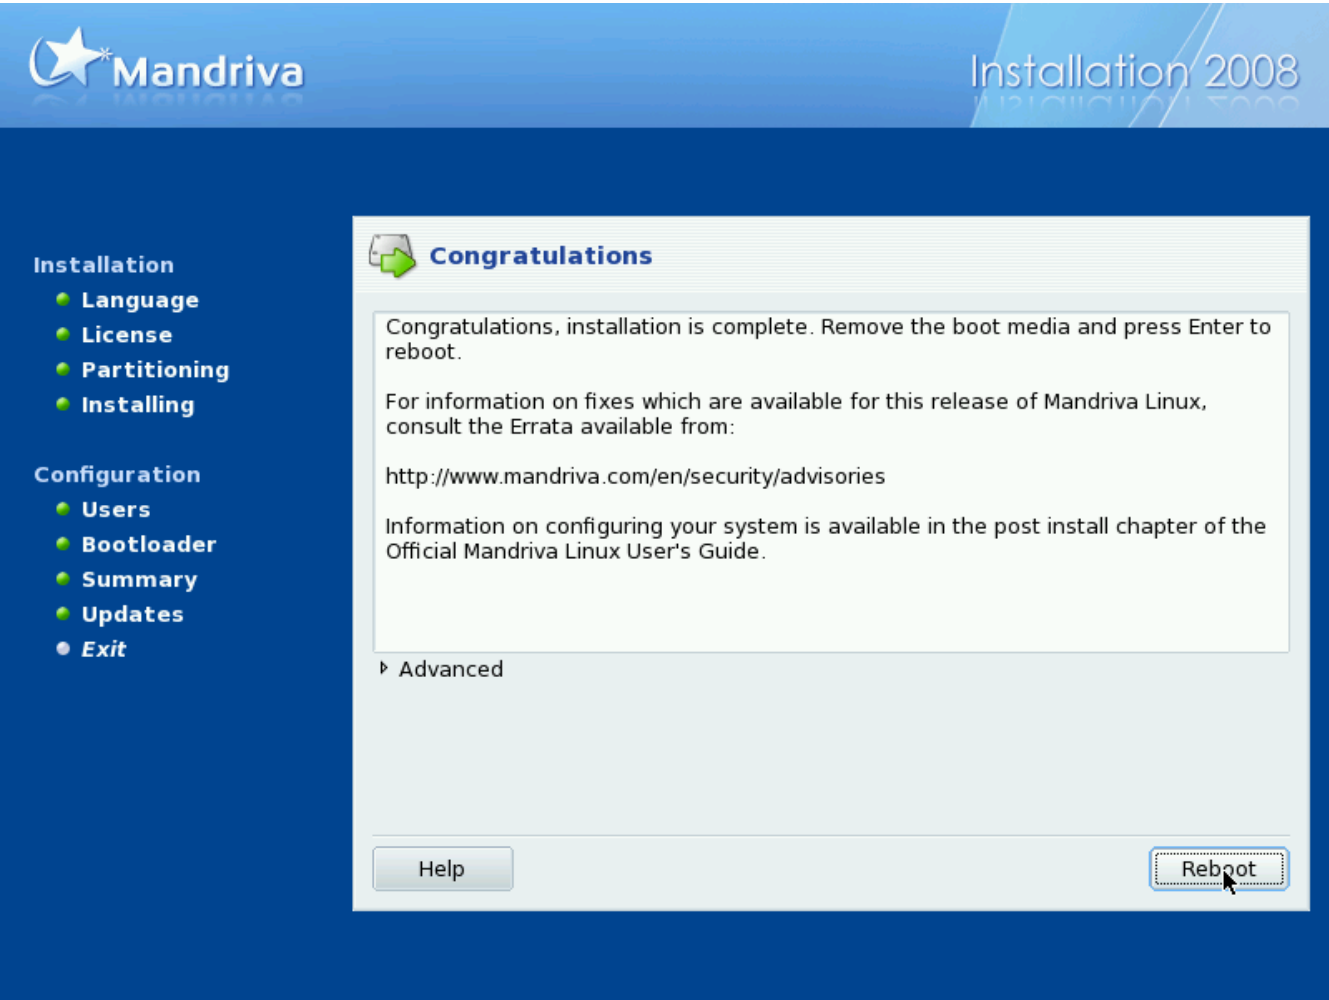 Mandriva
Installation 2008
Installation
Language
License
Partitioning
Installing
Configuration
Users
Bootloader
Summary
Updates
Exit
Congratulations
Congratulations, installation is complete. Remove the boot media and press Enter to
reboot.
For information on fixes which are available for this release of Mandriva Linux,
consult the Errata available from:
http://www.mandriva.com/en/security/advisories
Information on configuring your system is available in the post install chapter of the
Official Mandriva Linux User's Guide.
Advanced
Help
Reboot